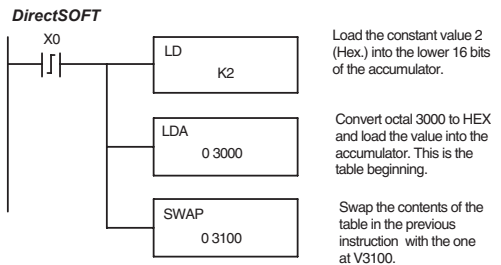 DirectSOFT
X0
LD
K2
Load the constant value 2
(Hex.) into the lower 16 bits
of the accumulator.
LDA
0 3000
Convert octal 3000 to HEX
and load the value into the
accumulator. This is the
table beginning.
SWAP
0 3100
Swap the contents of the
table in the previous
instruction with the one
at V3100.